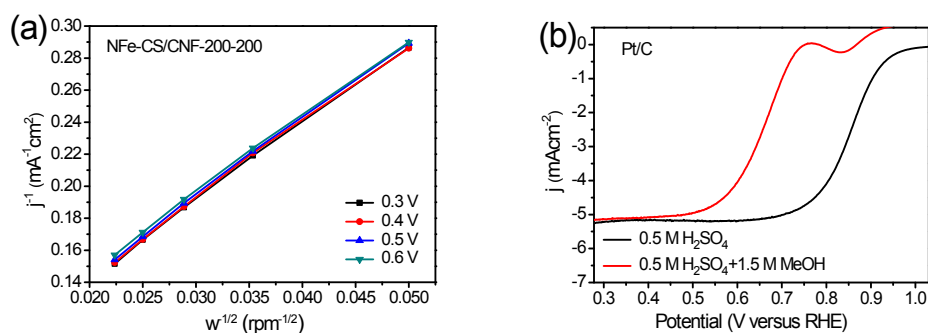 (a)
NFe-CS/CNF-200-200
j⁻¹ (mA⁻¹cm²)
0.30
0.28
0.26
0.24
0.22
0.20
0.18
0.16
0.14
0.3 V
0.4 V
0.5 V
0.6 V
0.020 0.025 0.030 0.035 0.040 0.045 0.050
w⁻¹/² (rpm⁻¹/²)
(b)
Pt/C
j (mAcm⁻²)
0
-1
-2
-3
-4
-5
-6
-7
0.5 M H₂SO₄
0.5 M H₂SO₄+1.5 M MeOH
0.3 0.4 0.5 0.6 0.7 0.8 0.9 1.0
Potential (V versus RHE)